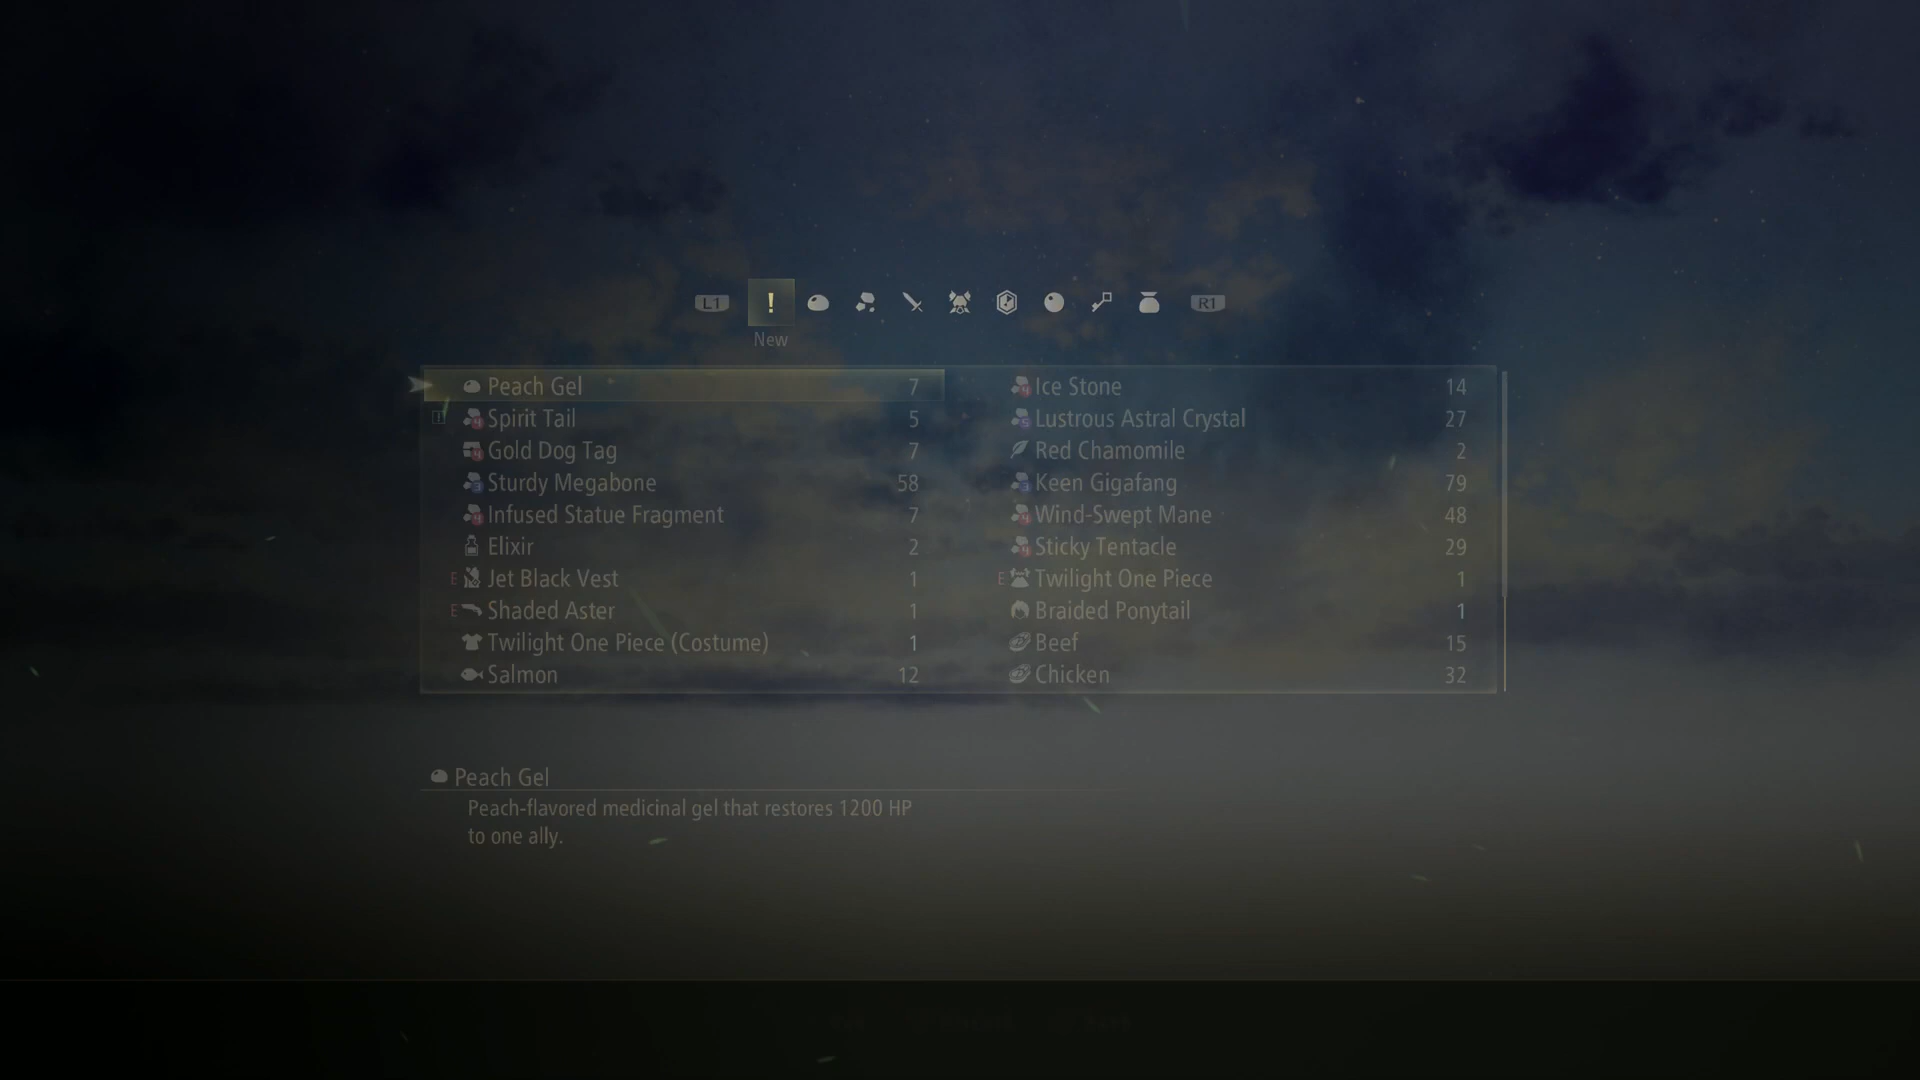 L1 ! R1
New
Peach Gel 7
Ice Stone 14
Spirit Tail 5
Lustrous Astral Crystal 27
Gold Dog Tag 7
Red Chamomile 2
Sturdy Megabone 58
Keen Gigafang 79
Infused Statue Fragment 7
Wind-Swept Mane 48
Elixir 2
Sticky Tentacle 29
E Jet Black Vest 1
E Twilight One Piece 1
E Shaded Aster 1
Braided Ponytail 1
Twilight One Piece (Costume) 1
Beef 15
Salmon 12
Chicken 32
Peach Gel
Peach-flavored medicinal gel that restores 1200 HP
to one ally.